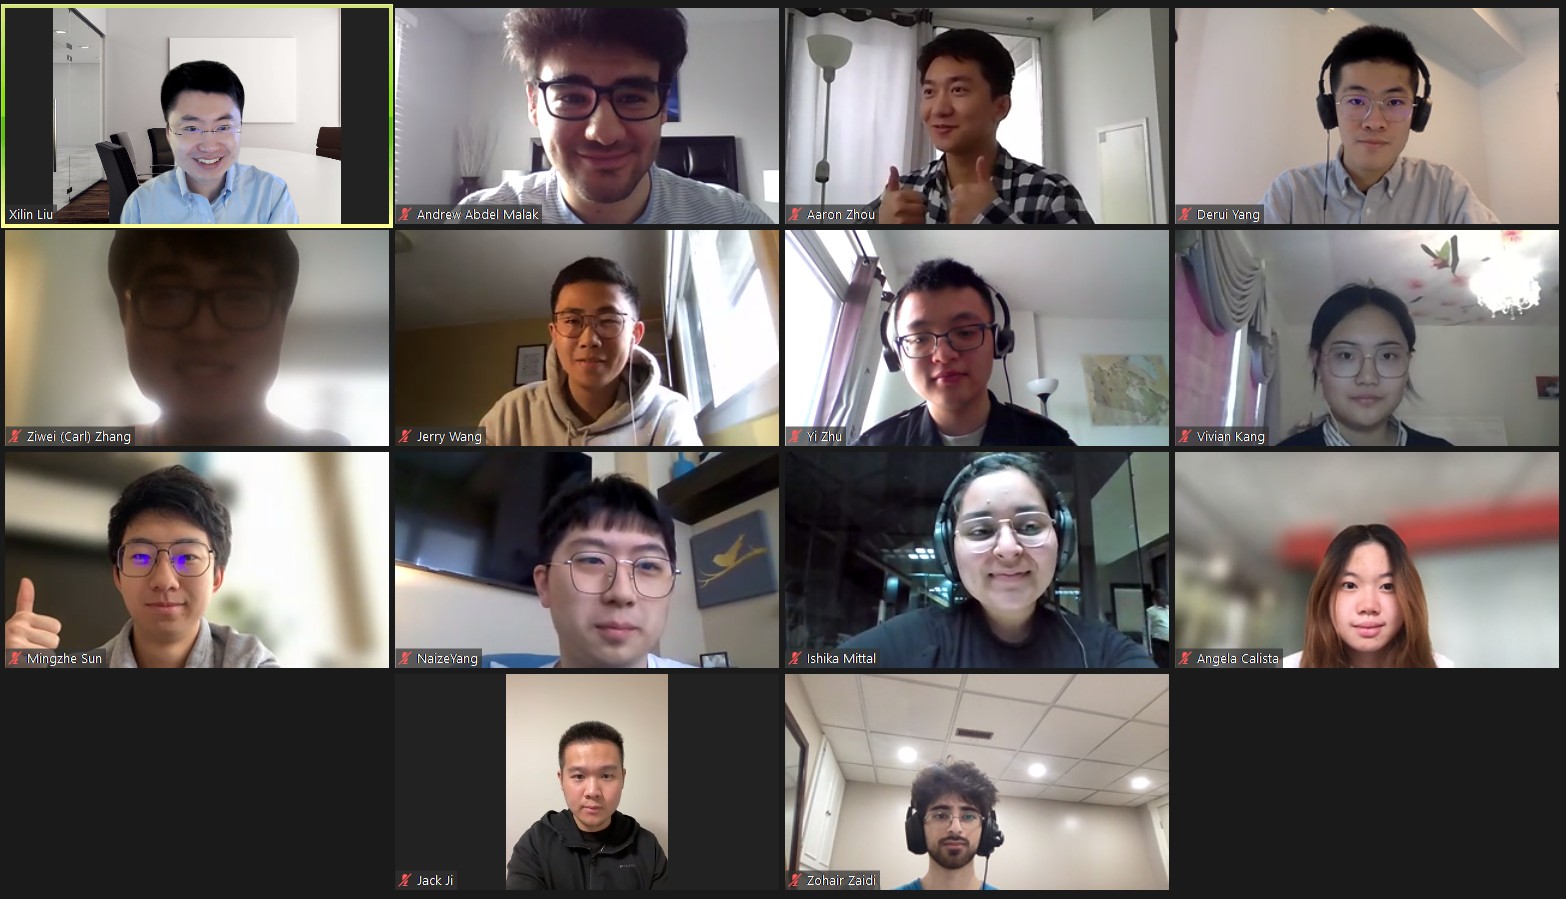 Xilin Liu
Andrew Abdel Malak
Aaron Zhou
Derui Yang
Ziwei (Carl) Zhang
Jerry Wang
Yi Zhu
Vivian Kang
Mingzhe Sun
NaizeYang
Ishika Mittal
Angela Calista
Jack Ji
Zohair Zaidi